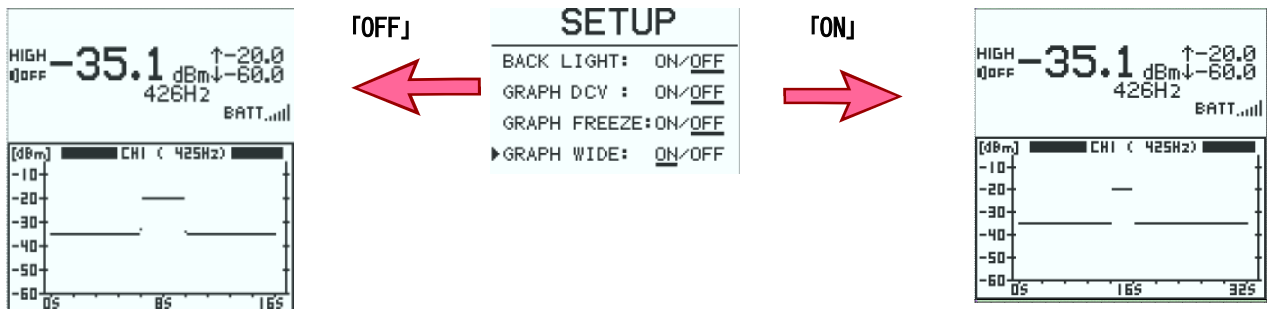 HIGH -35.1 dBm ↑-20.0
OFF ↓-60.0
426Hz
BATT.
[dBm] CH1 ( 425Hz)
-10
-20
-30
-40
-50
-60
0S 8S 16S
「OFF」
SETUP
BACK LIGHT: ON/OFF
GRAPH DCV : ON/OFF
GRAPH FREEZE:ON/OFF
▶GRAPH WIDE: ON/OFF
「ON」
HIGH -35.1 dBm ↑-20.0
OFF ↓-60.0
426Hz
BATT.
[dBm] CH1 ( 425Hz)
-10
-20
-30
-40
-50
-60
0S 16S 32S